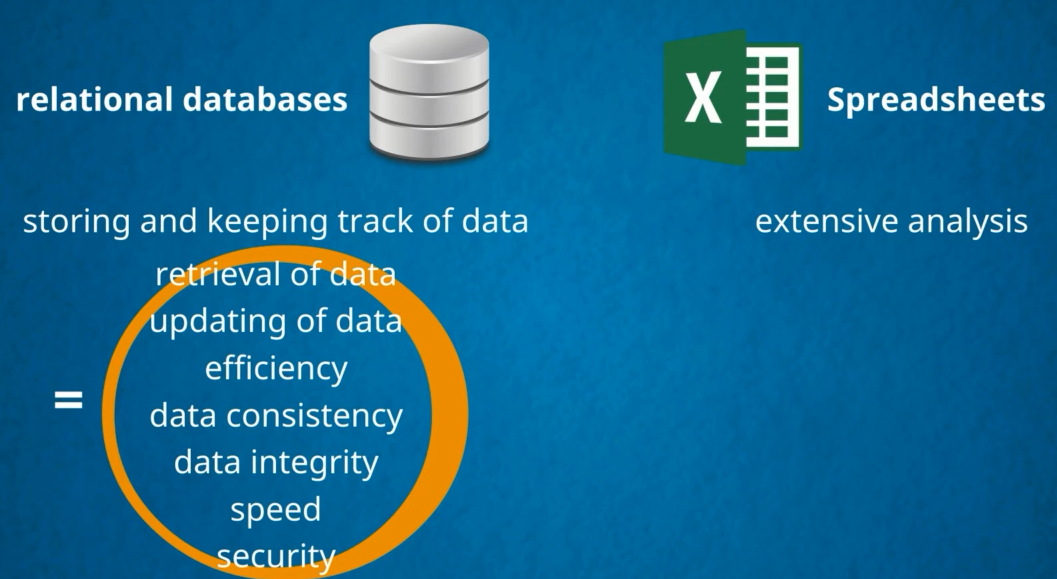 relational databases
X
Spreadsheets
storing and keeping track of data
extensive analysis
retrieval of data
updating of data
efficiency
=
data consistency
data integrity
speed
security